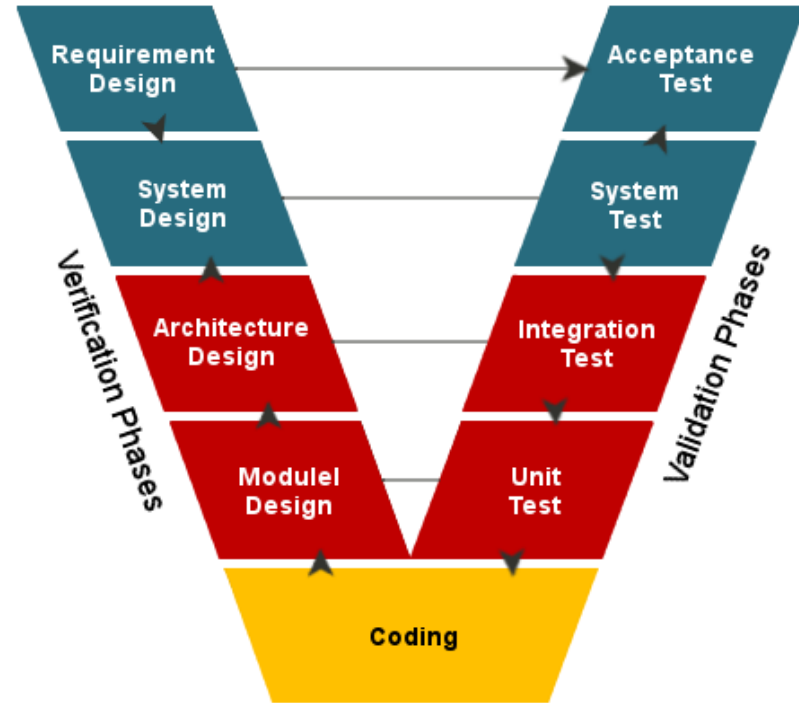 Requirement
Design
Acceptance
Test
System
Design
System
Test
Verification Phases
Validation Phases
Architecture
Design
Integration
Test
Modulel
Design
Unit
Test
Coding